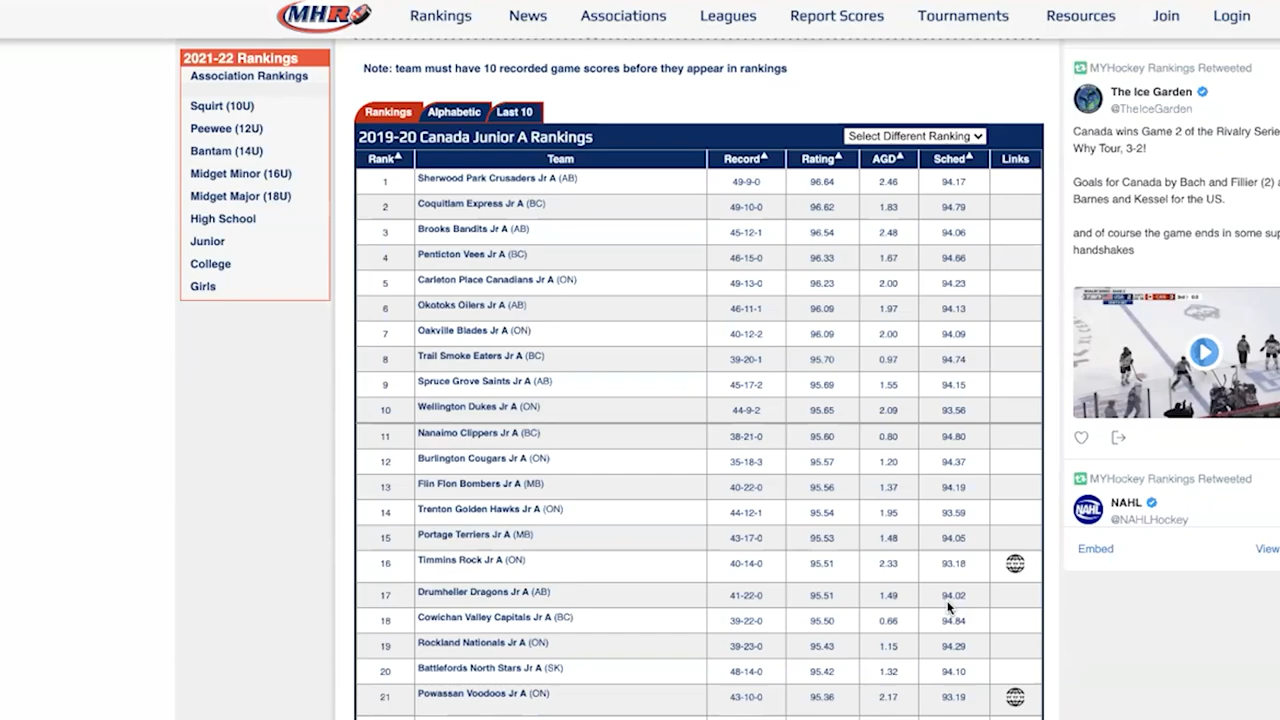 MHR Rankings News Associations Leagues Report Scores Tournaments Resources Join Login
2021-22 Rankings
Association Rankings
Squirt (10U)
Peewee (12U)
Bantam (14U)
Midget Minor (16U)
Midget Major (18U)
High School
Junior
College
Girls
Note: team must have 10 recorded game scores before they appear in rankings
Rankings Alphabetic Last 10
2019-20 Canada Junior A Rankings Select Different Ranking
Rank Team Record Rating AGD Sched Links
1 Sherwood Park Crusaders Jr A (AB) 49-9-0 96.64 2.46 94.17
2 Coquitlam Express Jr A (BC) 49-10-0 96.62 1.83 94.79
3 Brooks Bandits Jr A (AB) 45-12-1 96.54 2.48 94.06
4 Penticton Vees Jr A (BC) 46-15-0 96.33 1.67 94.66
5 Carleton Place Canadians Jr A (ON) 49-13-0 96.23 2.00 94.23
6 Okotoks Oilers Jr A (AB) 46-11-1 96.09 1.97 94.13
7 Oakville Blades Jr A (ON) 40-12-2 96.09 2.00 94.09
8 Trail Smoke Eaters Jr A (BC) 39-20-1 95.70 0.97 94.74
9 Spruce Grove Saints Jr A (AB) 45-17-2 95.69 1.55 94.15
10 Wellington Dukes Jr A (ON) 44-9-2 95.65 2.09 93.56
11 Nanaimo Clippers Jr A (BC) 38-21-0 95.60 0.80 94.80
12 Burlington Cougars Jr A (ON) 35-18-3 95.57 1.20 94.37
13 Flin Flon Bombers Jr A (MB) 40-22-0 95.56 1.37 94.19
14 Trenton Golden Hawks Jr A (ON) 44-12-1 95.54 1.95 93.59
15 Portage Terriers Jr A (MB) 43-17-0 95.53 1.48 94.05
16 Timmins Rock Jr A (ON) 40-14-0 95.51 2.33 93.18
17 Drumheller Dragons Jr A (AB) 41-22-0 95.51 1.49 94.02
18 Cowichan Valley Capitals Jr A (BC) 39-22-0 95.50 0.66 94.84
19 Rockland Nationals Jr A (ON) 39-23-0 95.43 1.15 94.29
20 Battlefords North Stars Jr A (SK) 48-14-0 95.42 1.32 94.10
21 Powassan Voodoos Jr A (ON) 43-10-0 95.36 2.17 93.19
MYHockey Rankings Retweeted
The Ice Garden
@TheIceGarden
Canada wins Game 2 of the Rivalry Serie
Why Tour, 3-2!
Goals for Canada by Bach and Fillier (2) a
Barnes and Kessel for the US.
and of course the game ends in some sup
handshakes
MYHockey Rankings Retweeted
NAHL
NAHL
@NAHLHockey
Embed View